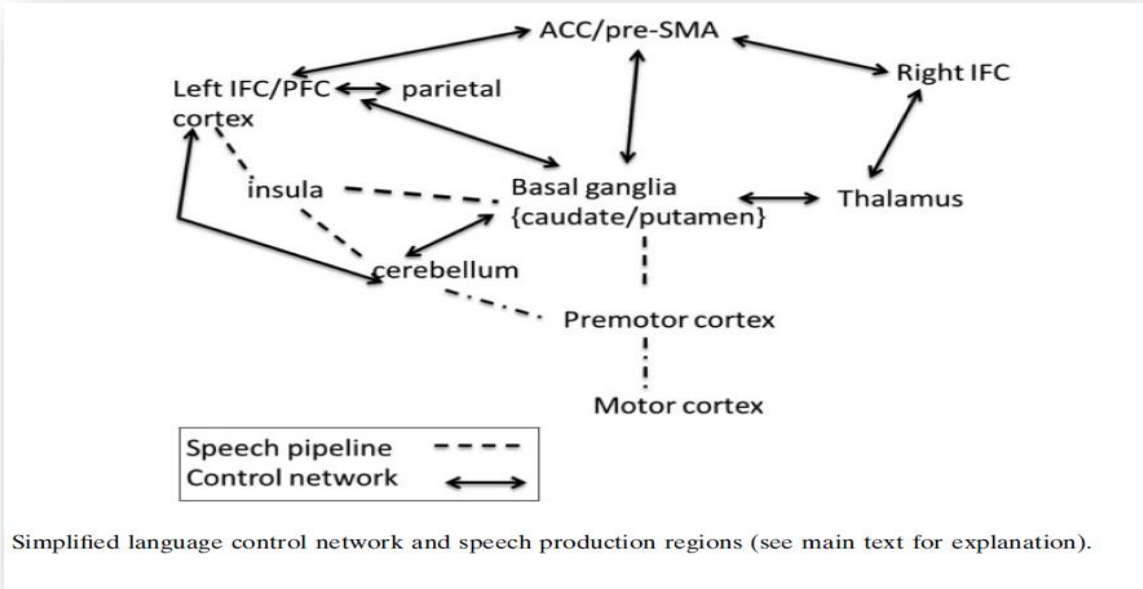 ACC/pre-SMA
Right IFC
Left IFC/PFC
parietal
cortex
insula
Basal ganglia
{caudate/putamen}
Thalamus
cerebellum
Premotor cortex
Motor cortex
Speech pipeline
Control network
Simplified language control network and speech production regions (see main text for explanation).